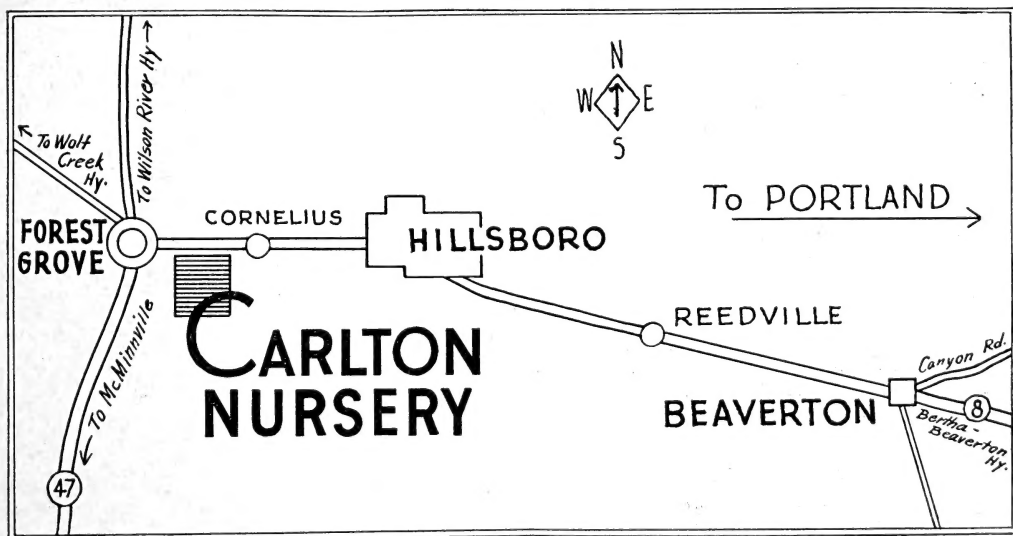 N
W E
S
To Wilson River Hy
To Wolf
Creek
Hy.
To PORTLAND
CORNELIUS
FOREST
GROVE
HILLSBORO
CARLTON
NURSERY
REEDVILLE
To McMinnville
47
BEAVERTON
Canyon Rd.
8
Bertha-
Beaverton
Hy.